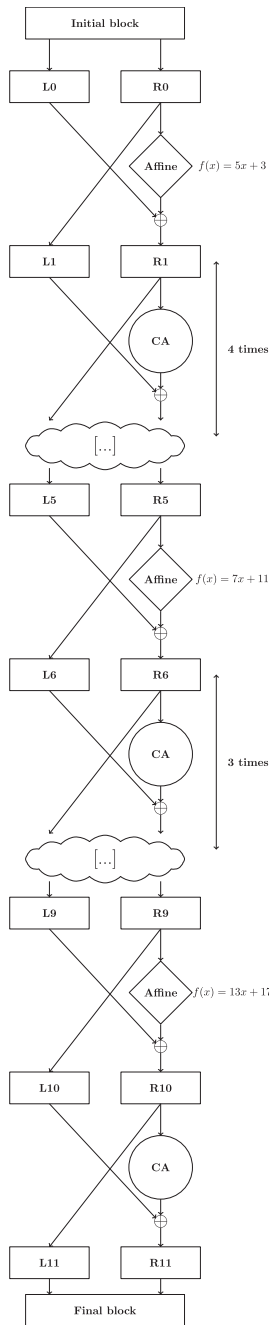 Initial block
L0 R0
Affine f(x) = 5x + 3
L1 R1
CA
4 times
[...]
L5 R5
Affine f(x) = 7x + 11
L6 R6
CA
3 times
[...]
L9 R9
Affine f(x) = 13x + 17
L10 R10
CA
L11 R11
Final block